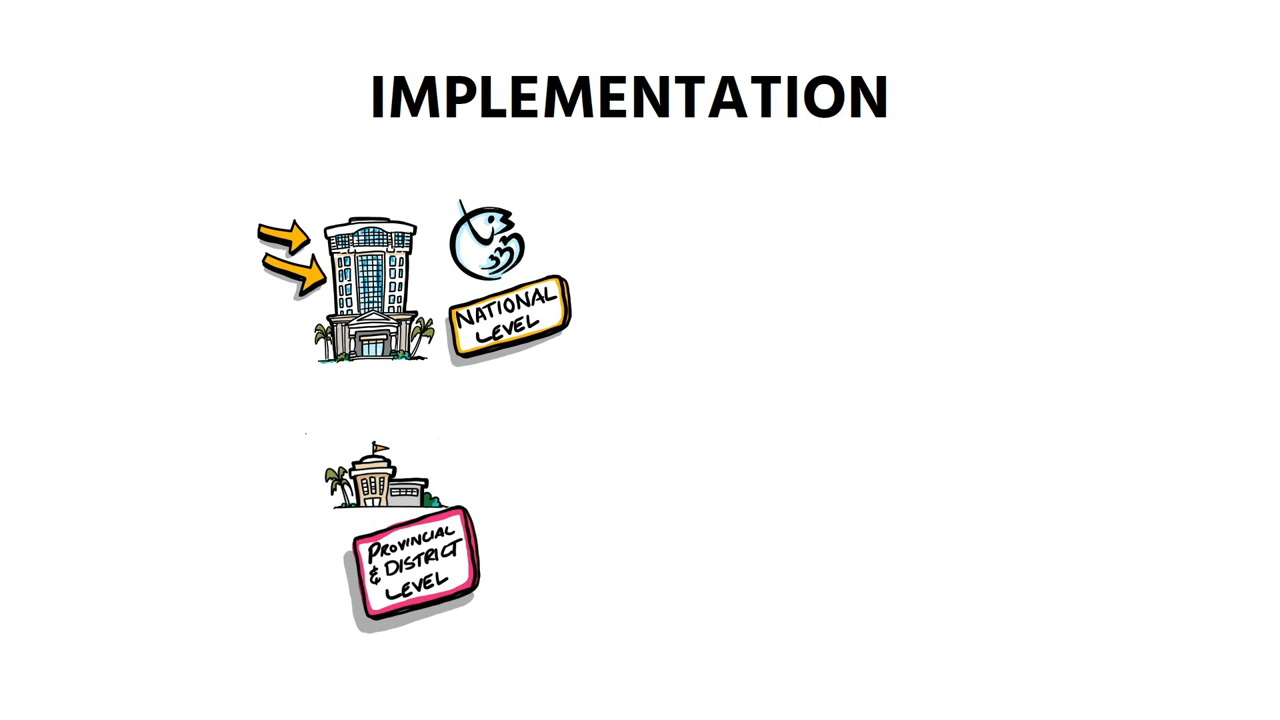 IMPLEMENTATION
NATIONAL
LEVEL
PROVINCIAL
& DISTRICT
LEVEL